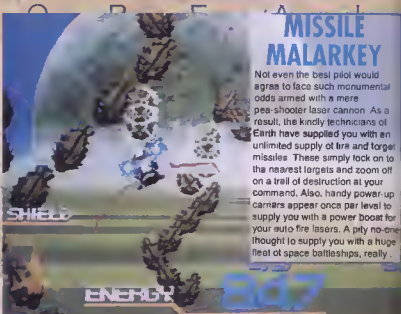 MISSILE
MALARKEY
Not even the best pilot would
agree to face such monumental
odds armed with a mere
pea-shooter laser cannon. As a
result, the kindly technicians of
Earth have supplied you with an
unlimited supply of fire and forget
missiles. These simply lock on to
the nearest targets and zoom off
on a trail of destruction at your
command. Also, handy power-up
carriers appear once per level to
supply you with a power boost for
your auto-fire lasers. A pity no-one
thought to supply you with a huge
fleet of space battleships, really.
SHIELD
ENERGY
847